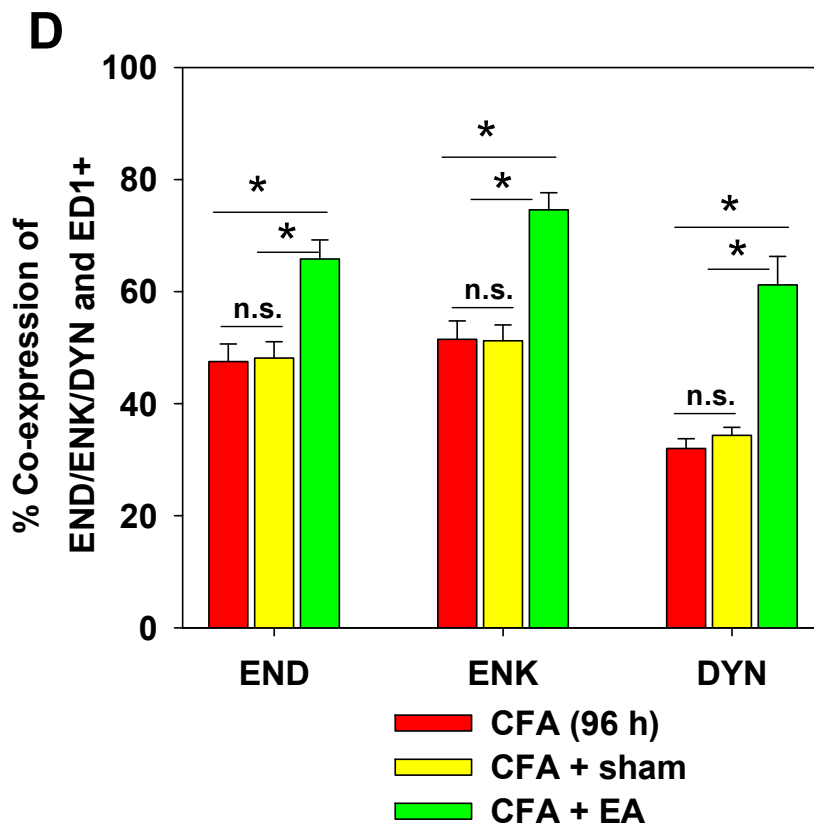 D
100
80
60
40
20
0
% Co-expression of
END/ENK/DYN and ED1+
*
*
n.s.
*
*
n.s.
*
*
n.s.
END
ENK
DYN
CFA (96 h)
CFA + sham
CFA + EA